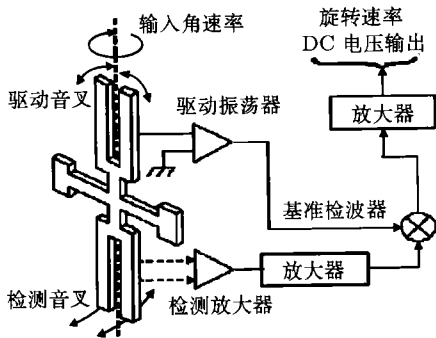 输入角速率
旋转速率
DC 电压输出
驱动音叉
驱动振荡器
放大器
基准检波器
放大器
检测音叉
检测放大器